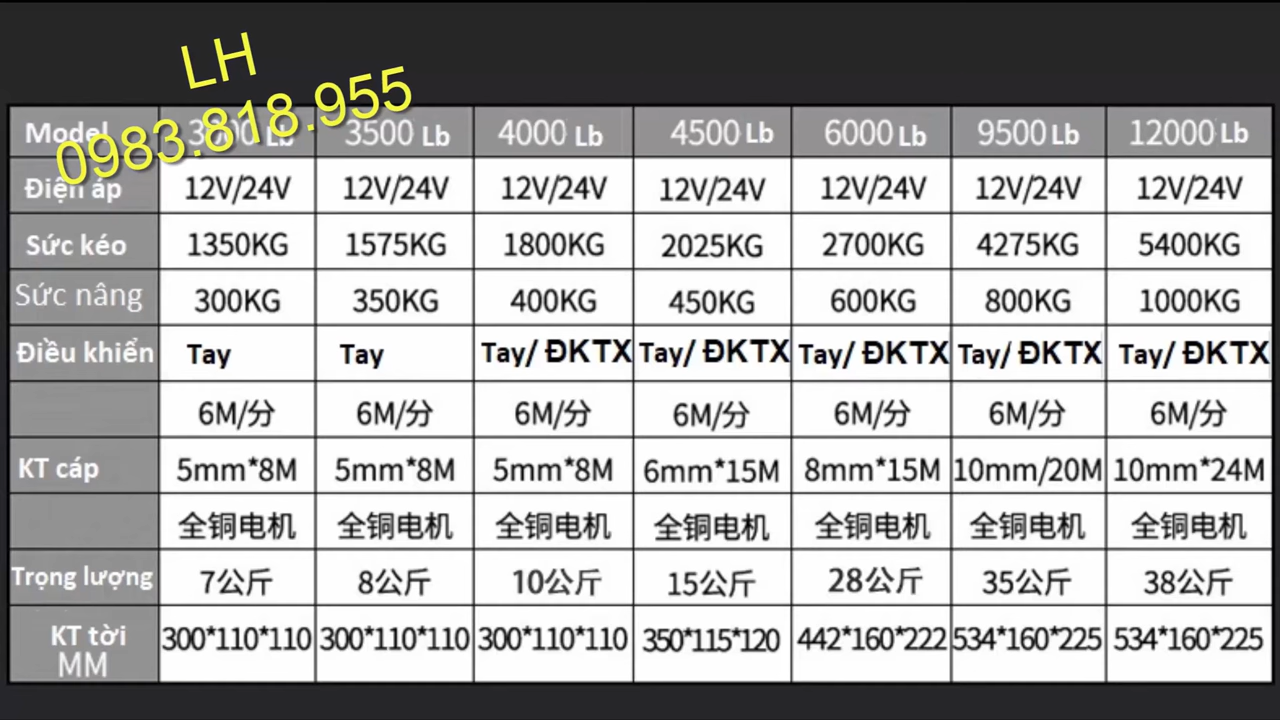 LH
0983.818.955
Model Lb 3500 Lb 4000 Lb 4500 Lb 6000 Lb 9500 Lb 12000 Lb
Điện áp 12V/24V 12V/24V 12V/24V 12V/24V 12V/24V 12V/24V 12V/24V
Sức kéo 1350KG 1575KG 1800KG 2025KG 2700KG 4275KG 5400KG
Sức nâng 300KG 350KG 400KG 450KG 600KG 800KG 1000KG
Điều khiển Tay Tay Tay/ ĐKTX Tay/ ĐKTX Tay/ ĐKTX Tay/ ĐKTX Tay/ ĐKTX
6M/分 6M/分 6M/分 6M/分 6M/分 6M/分 6M/分
KT cáp 5mm*8M 5mm*8M 5mm*8M 6mm*15M 8mm*15M 10mm/20M 10mm*24M
全铜电机 全铜电机 全铜电机 全铜电机 全铜电机 全铜电机 全铜电机
Trọng lượng 7公斤 8公斤 10公斤 15公斤 28公斤 35公斤 38公斤
KT tời 300*110*110 300*110*110 300*110*110 350*115*120 442*160*222 534*160*225 534*160*225
MM